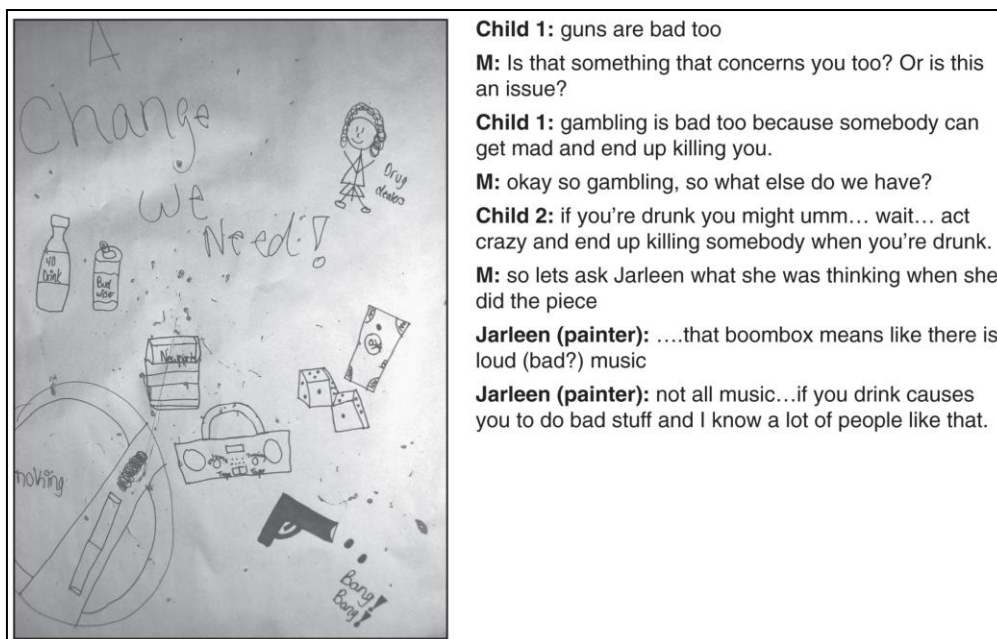 A
Change
We
Need!
Drug
dealers
40
Drink
Bud
Newports
Tape Tape
moking
Bang
Bang!
Child 1: guns are bad too
M: Is that something that concerns you too? Or is this
an issue?
Child 1: gambling is bad too because somebody can
get mad and end up killing you.
M: okay so gambling, so what else do we have?
Child 2: if you're drunk you might umm... wait... act
crazy and end up killing somebody when you're drunk.
M: so lets ask Jarleen what she was thinking when she
did the piece
Jarleen (painter): ....that boombox means like there is
loud (bad?) music
Jarleen (painter): not all music...if you drink causes
you to do bad stuff and I know a lot of people like that.